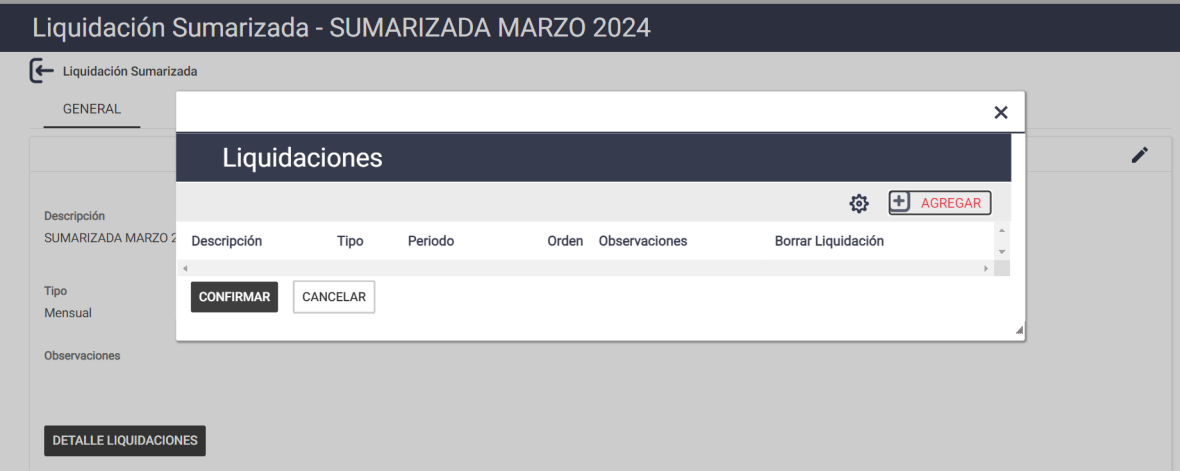 Liquidación Sumarizada - SUMARIZADA MARZO 2024
Liquidación Sumarizada
GENERAL
Liquidaciones
AGREGAR
Descripción Tipo Periodo Orden Observaciones Borrar Liquidación
CONFIRMAR CANCELAR
Descripción
SUMARIZADA MARZO 2
Tipo
Mensual
Observaciones
DETALLE LIQUIDACIONES